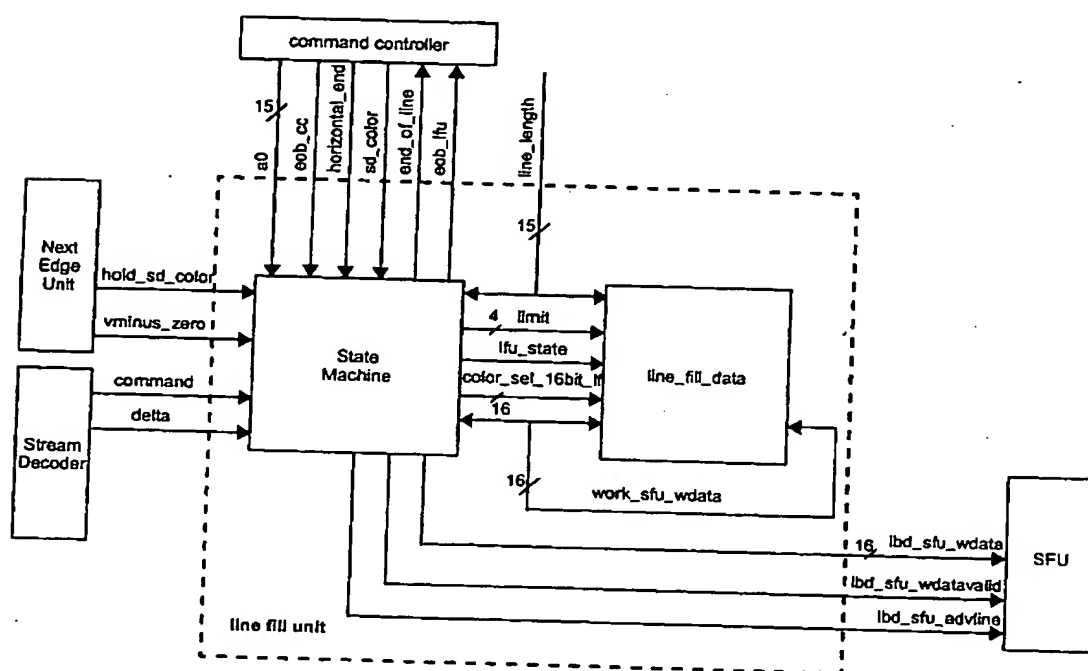 command controller
15
a0
eob_cc
horizontal_end
sd_color
end_of_line
eob_lfu
line_length
15
Next
Edge
Unit
hold_sd_color
vminus_zero
Stream
Decoder
command
delta
State
Machine
4
limit
lfu_state
color_sel_16bit_lf
16
line_fill_data
16
work_sfu_wdata
16
lbd_sfu_wdata
lbd_sfu_wdatavalid
lbd_sfu_advline
SFU
line fill unit